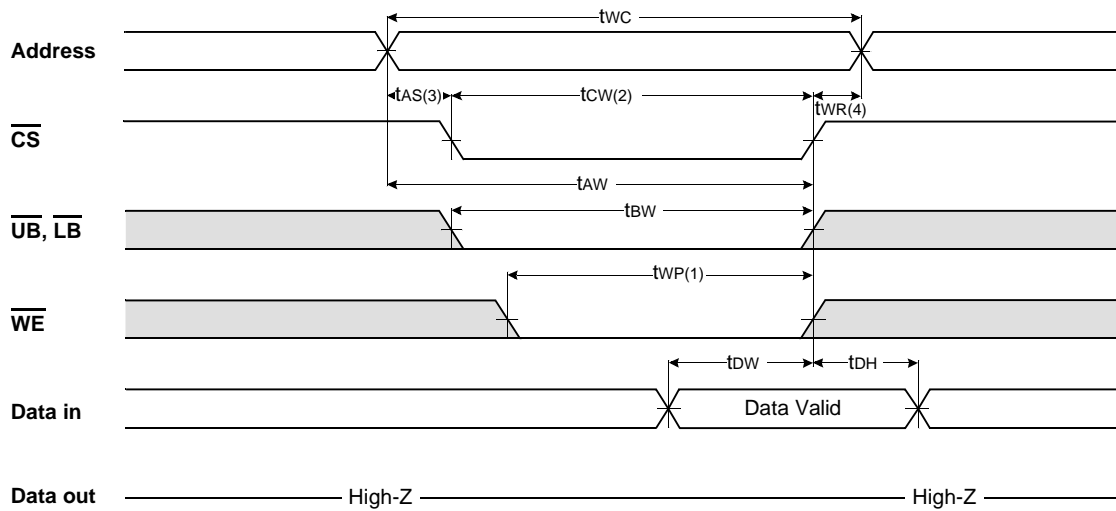 tWC
Address
tAS(3) tCW(2) tWR(4)
CS
tAW
UB, LB
tBW
tWP(1)
WE
tDW tDH
Data in Data Valid
Data out High-Z High-Z